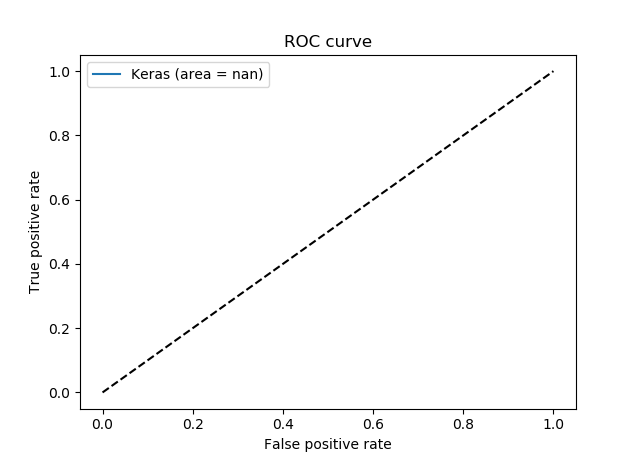 ROC curve
Keras (area = nan)
1.0
0.8
0.6
0.4
0.2
0.0
True positive rate
0.0 0.2 0.4 0.6 0.8 1.0
False positive rate